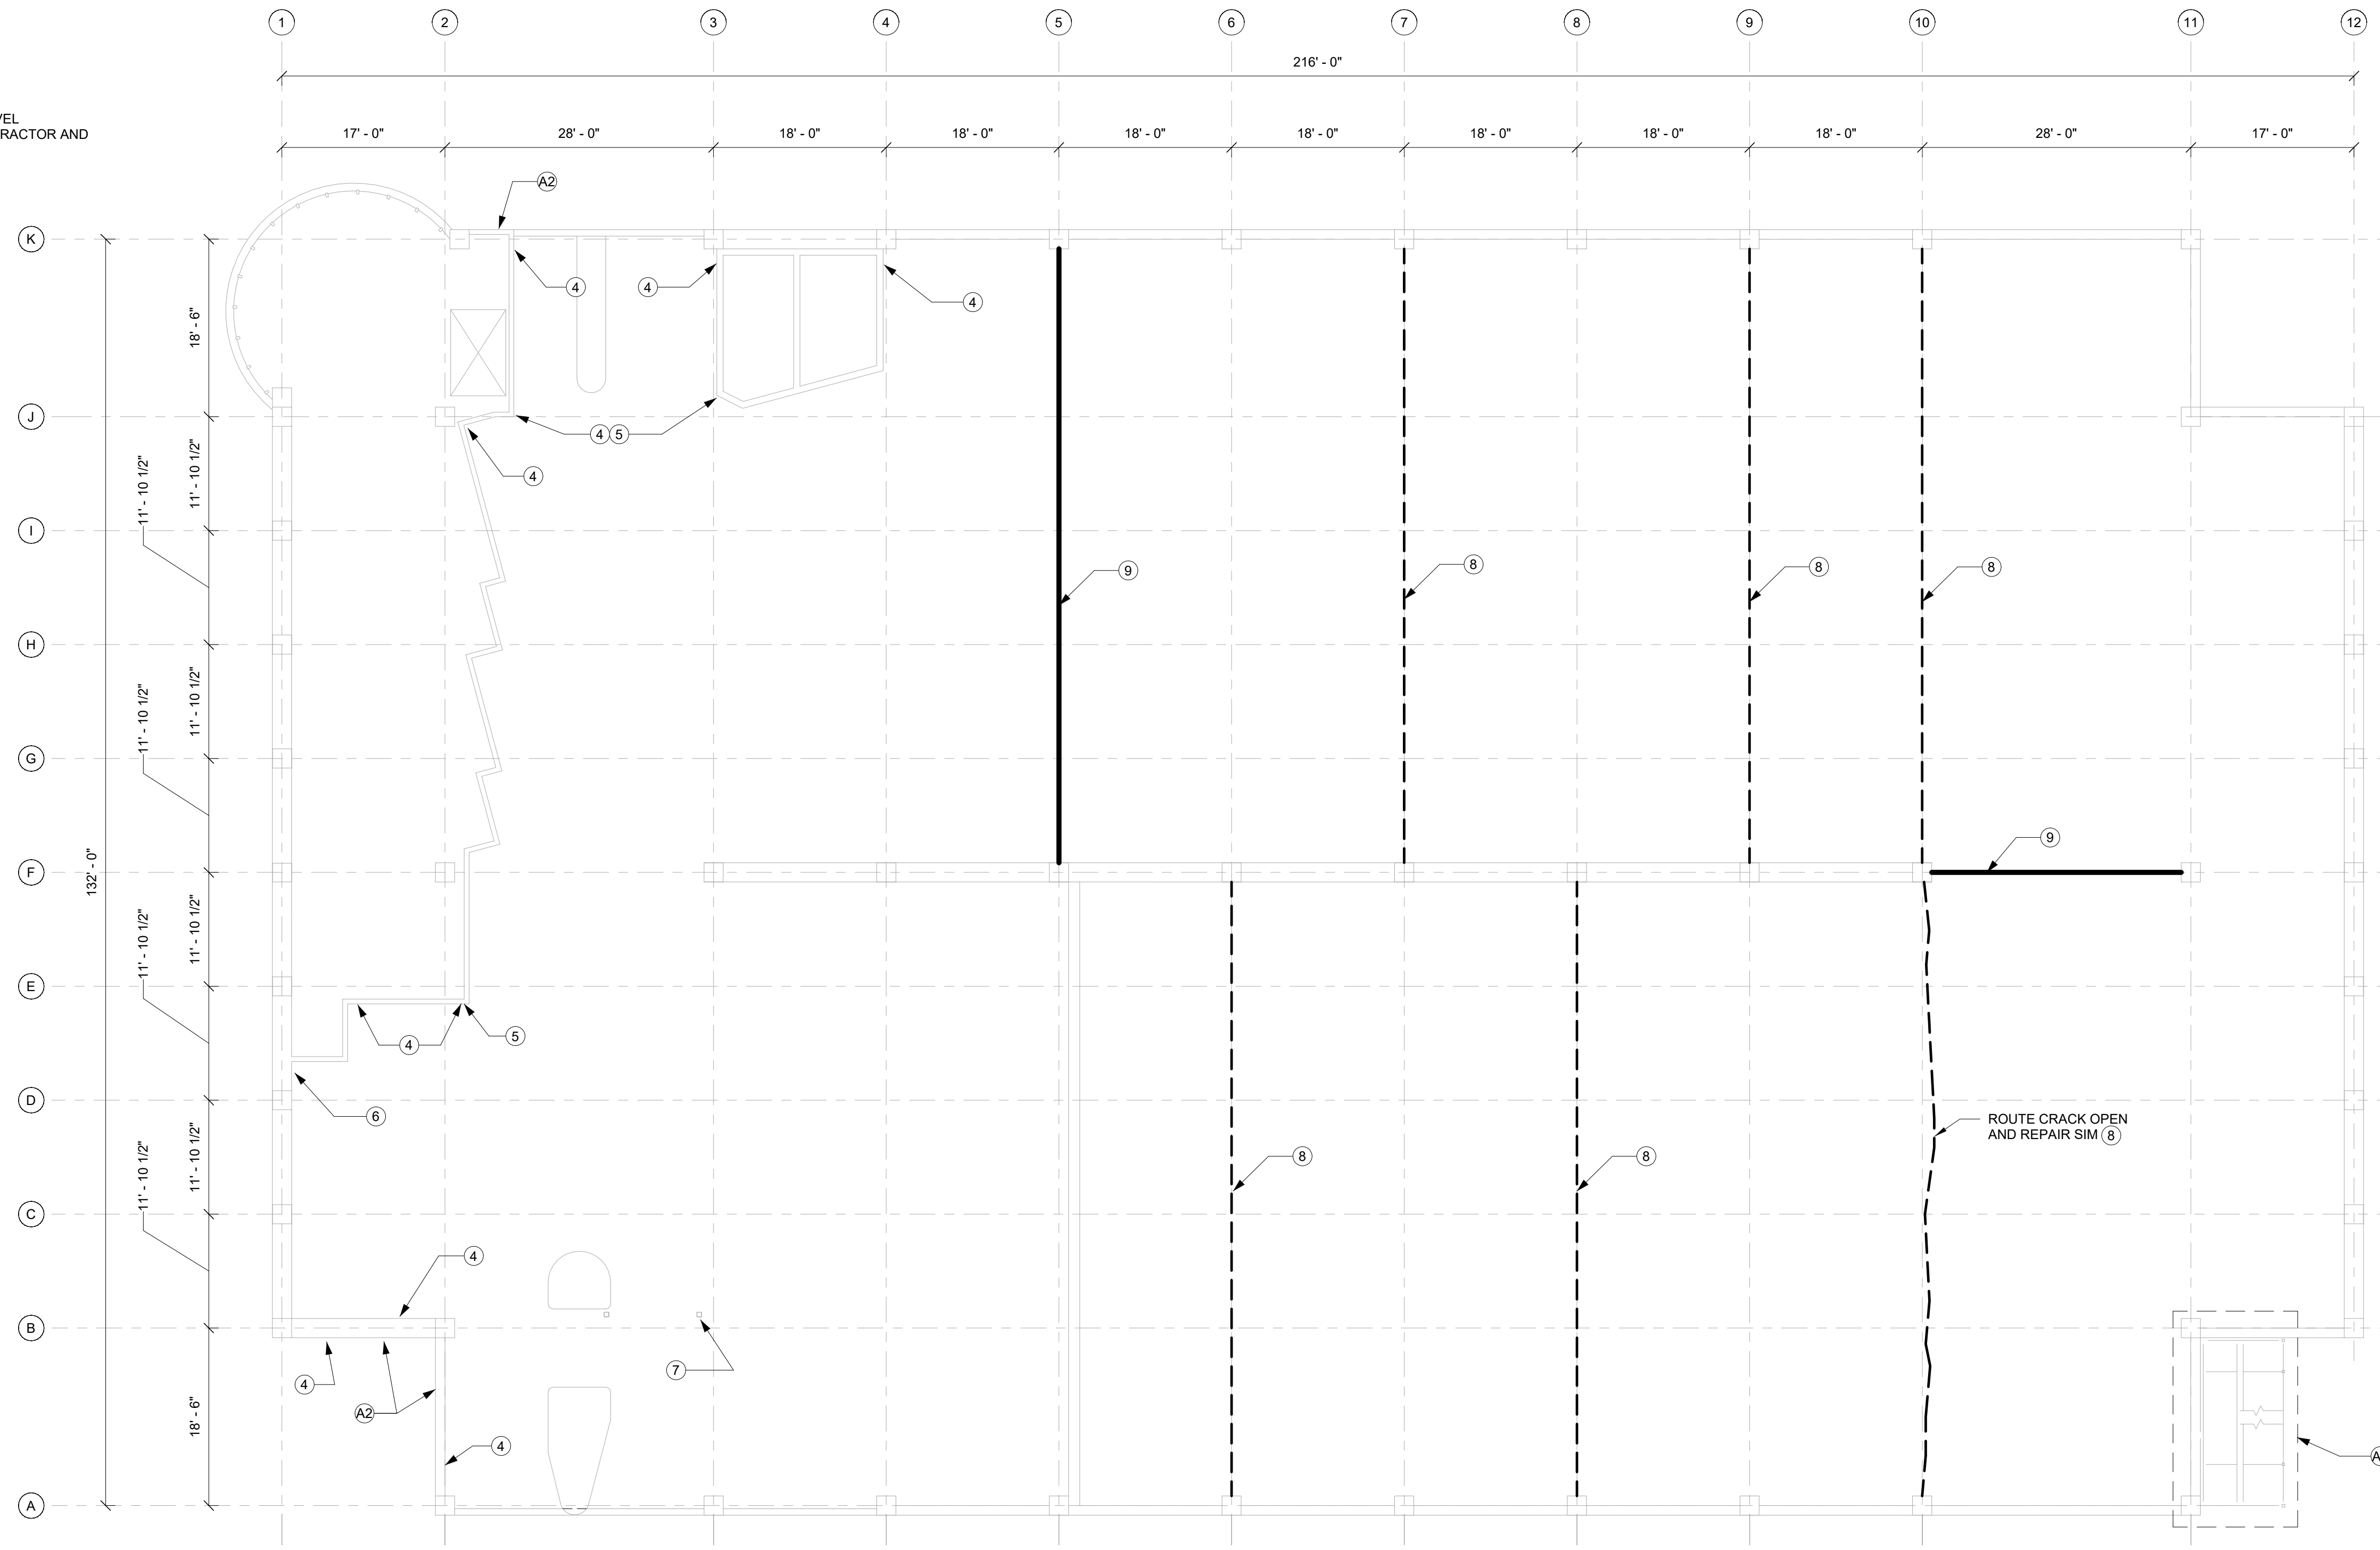 1 2 3 4 5 6 7 8 9 10 11 12
216' - 0"
VEL
RACTOR AND
17' - 0" 28' - 0" 18' - 0" 18' - 0" 18' - 0" 18' - 0" 18' - 0" 18' - 0" 18' - 0" 28' - 0" 17' - 0"
A2
K
4 4 4
18' - 6"
J
4 5
4
11' - 10 1/2"
11' - 10 1/2"
I
9 8 8 8
H
11' - 10 1/2"
11' - 10 1/2"
G
9
F
132' - 0"
11' - 10 1/2"
11' - 10 1/2"
E
4 5
D
6
ROUTE CRACK OPEN
AND REPAIR SIM 8
11' - 10 1/2"
11' - 10 1/2"
8 8
C
4
B
7
4
A2
18' - 6"
4
A
A